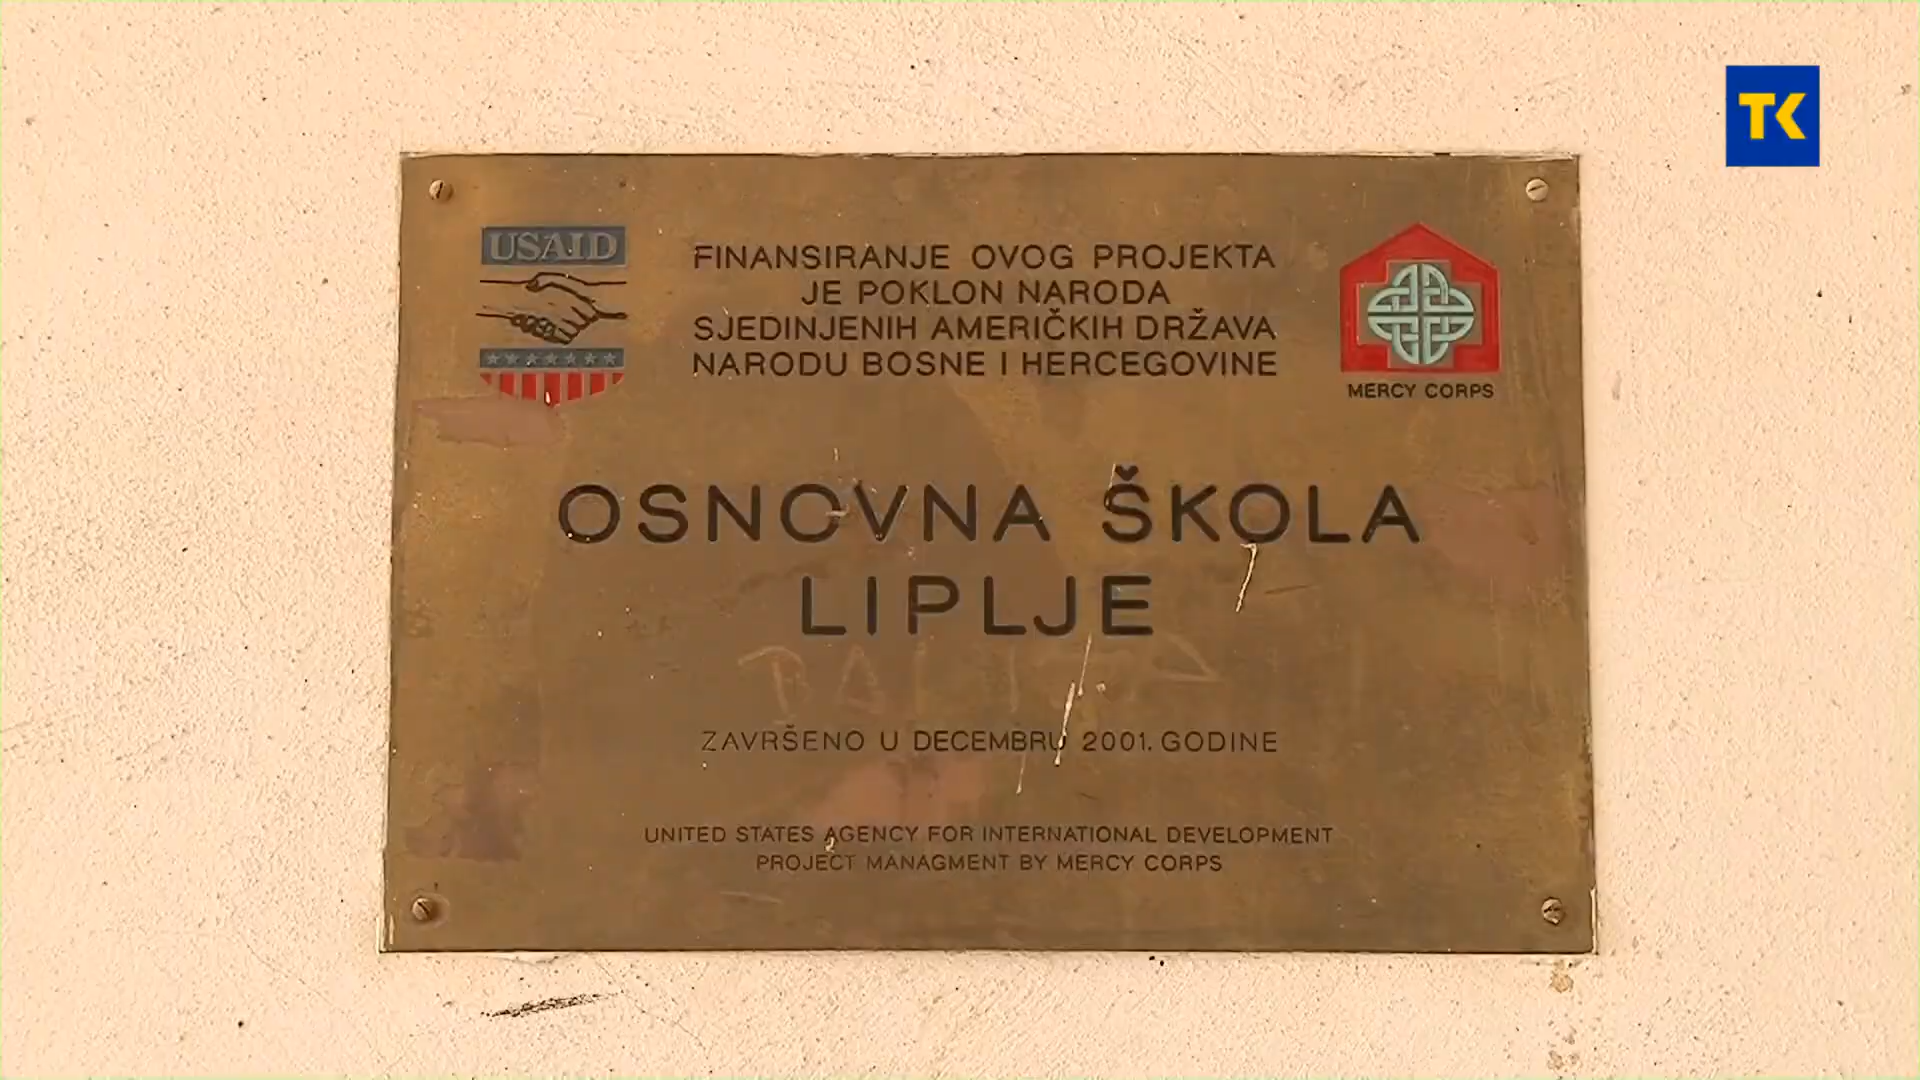 TK
USAID
FINANSIRANJE OVOG PROJEKTA
JE POKLON NARODA
SJEDINJENIH AMERIČKIH DRŽAVA
NARODU BOSNE I HERCEGOVINE
MERCY CORPS
OSNOVNA ŠKOLA
LIPLJE
ZAVRŠENO U DECEMBRU 2001. GODINE
UNITED STATES AGENCY FOR INTERNATIONAL DEVELOPMENT
PROJECT MANAGMENT BY MERCY CORPS